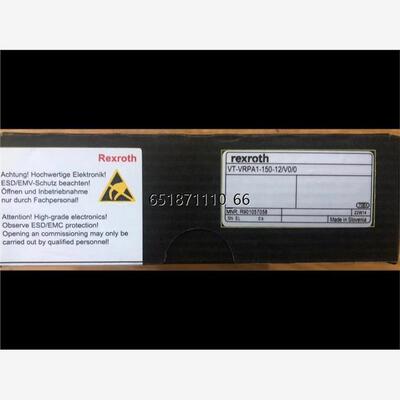 Rexroth
Achtung! Hochwertige Elektronik!
ESD/EMV-Schutz beachten!
Öffnen und Inbetriebnahme
nur durch Fachpersonal!
Attention! High-grade electronics!
Observe ESD/EMC protection!
Opening an commissioning may only be
carried out by qualified personnel!
651871110_66
rexroth
VT-VRPA1-150-12/V0/0
MNR: R901057058
22W14
SN
Made in Slovenia